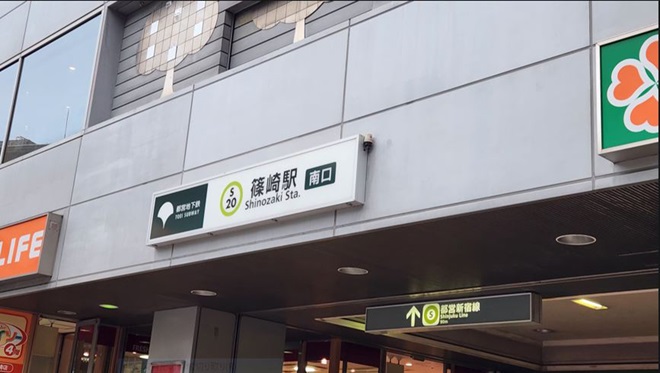 都営地下鉄
TOEI SUBWAY
S
20
篠崎駅
Shinozaki Sta.
南口
LIFE
S
都営新宿線
Shinjuku Line